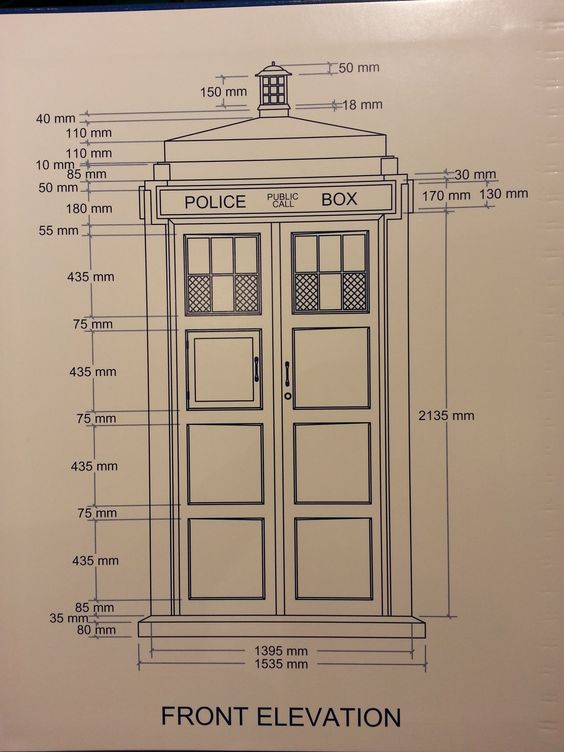 50 mm
150 mm
18 mm
40 mm
110 mm
110 mm
10 mm
85 mm
30 mm
50 mm
170 mm
130 mm
POLICE PUBLIC CALL BOX
180 mm
55 mm
435 mm
75 mm
435 mm
75 mm
2135 mm
435 mm
75 mm
435 mm
85 mm
35 mm
80 mm
1395 mm
1535 mm
FRONT ELEVATION